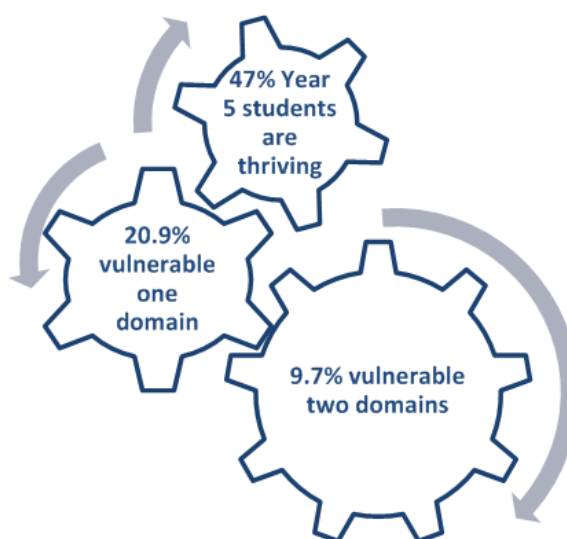 47% Year
5 students
are
thriving
20.9%
vulnerable
one
domain
9.7% vulnerable
two domains